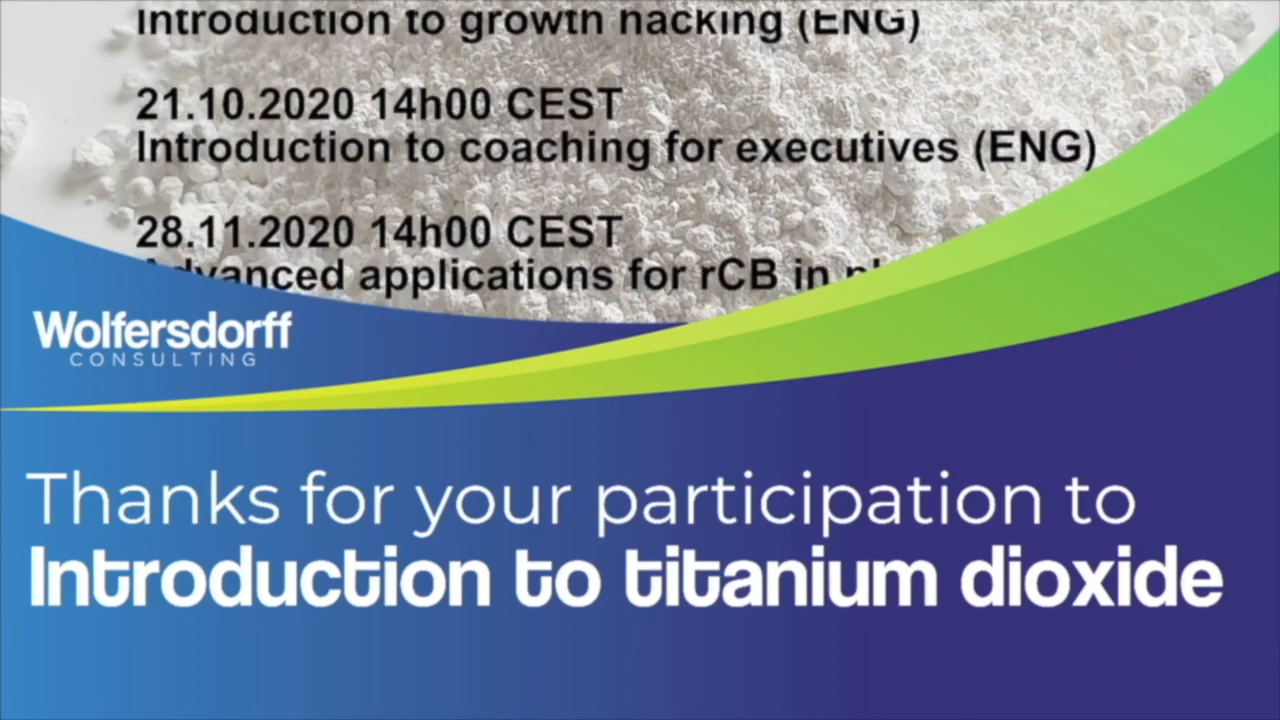 Introduction to growth hacking (ENG)
21.10.2020 14h00 CEST
Introduction to coaching for executives (ENG)
28.11.2020 14h00 CEST
Advanced applications for rCB in
Wolfersdorff
CONSULTING
Thanks for your participation to
Introduction to titanium dioxide